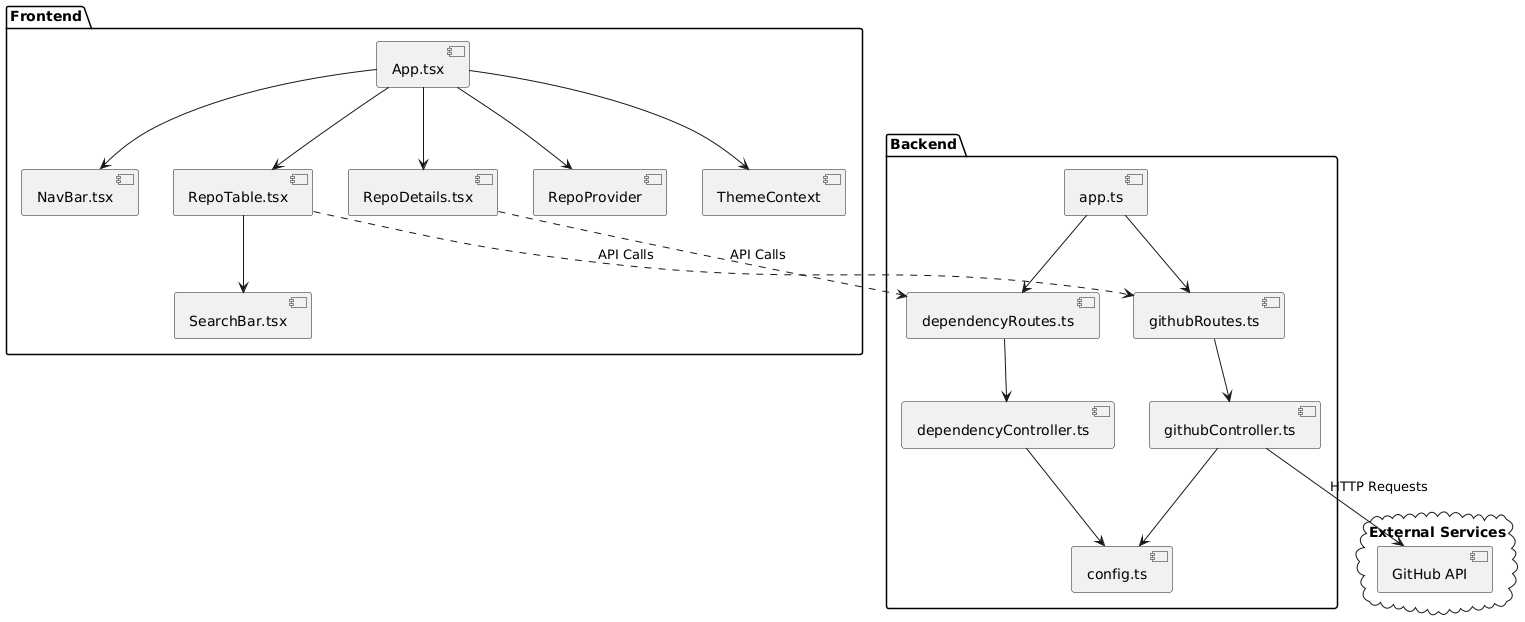 Frontend
App.tsx
NavBar.tsx
RepoTable.tsx
RepoDetails.tsx
RepoProvider
ThemeContext
API Calls
API Calls
SearchBar.tsx
Backend
app.ts
dependencyRoutes.ts
githubRoutes.ts
dependencyController.ts
githubController.ts
HTTP Requests
config.ts
External Services
GitHub API